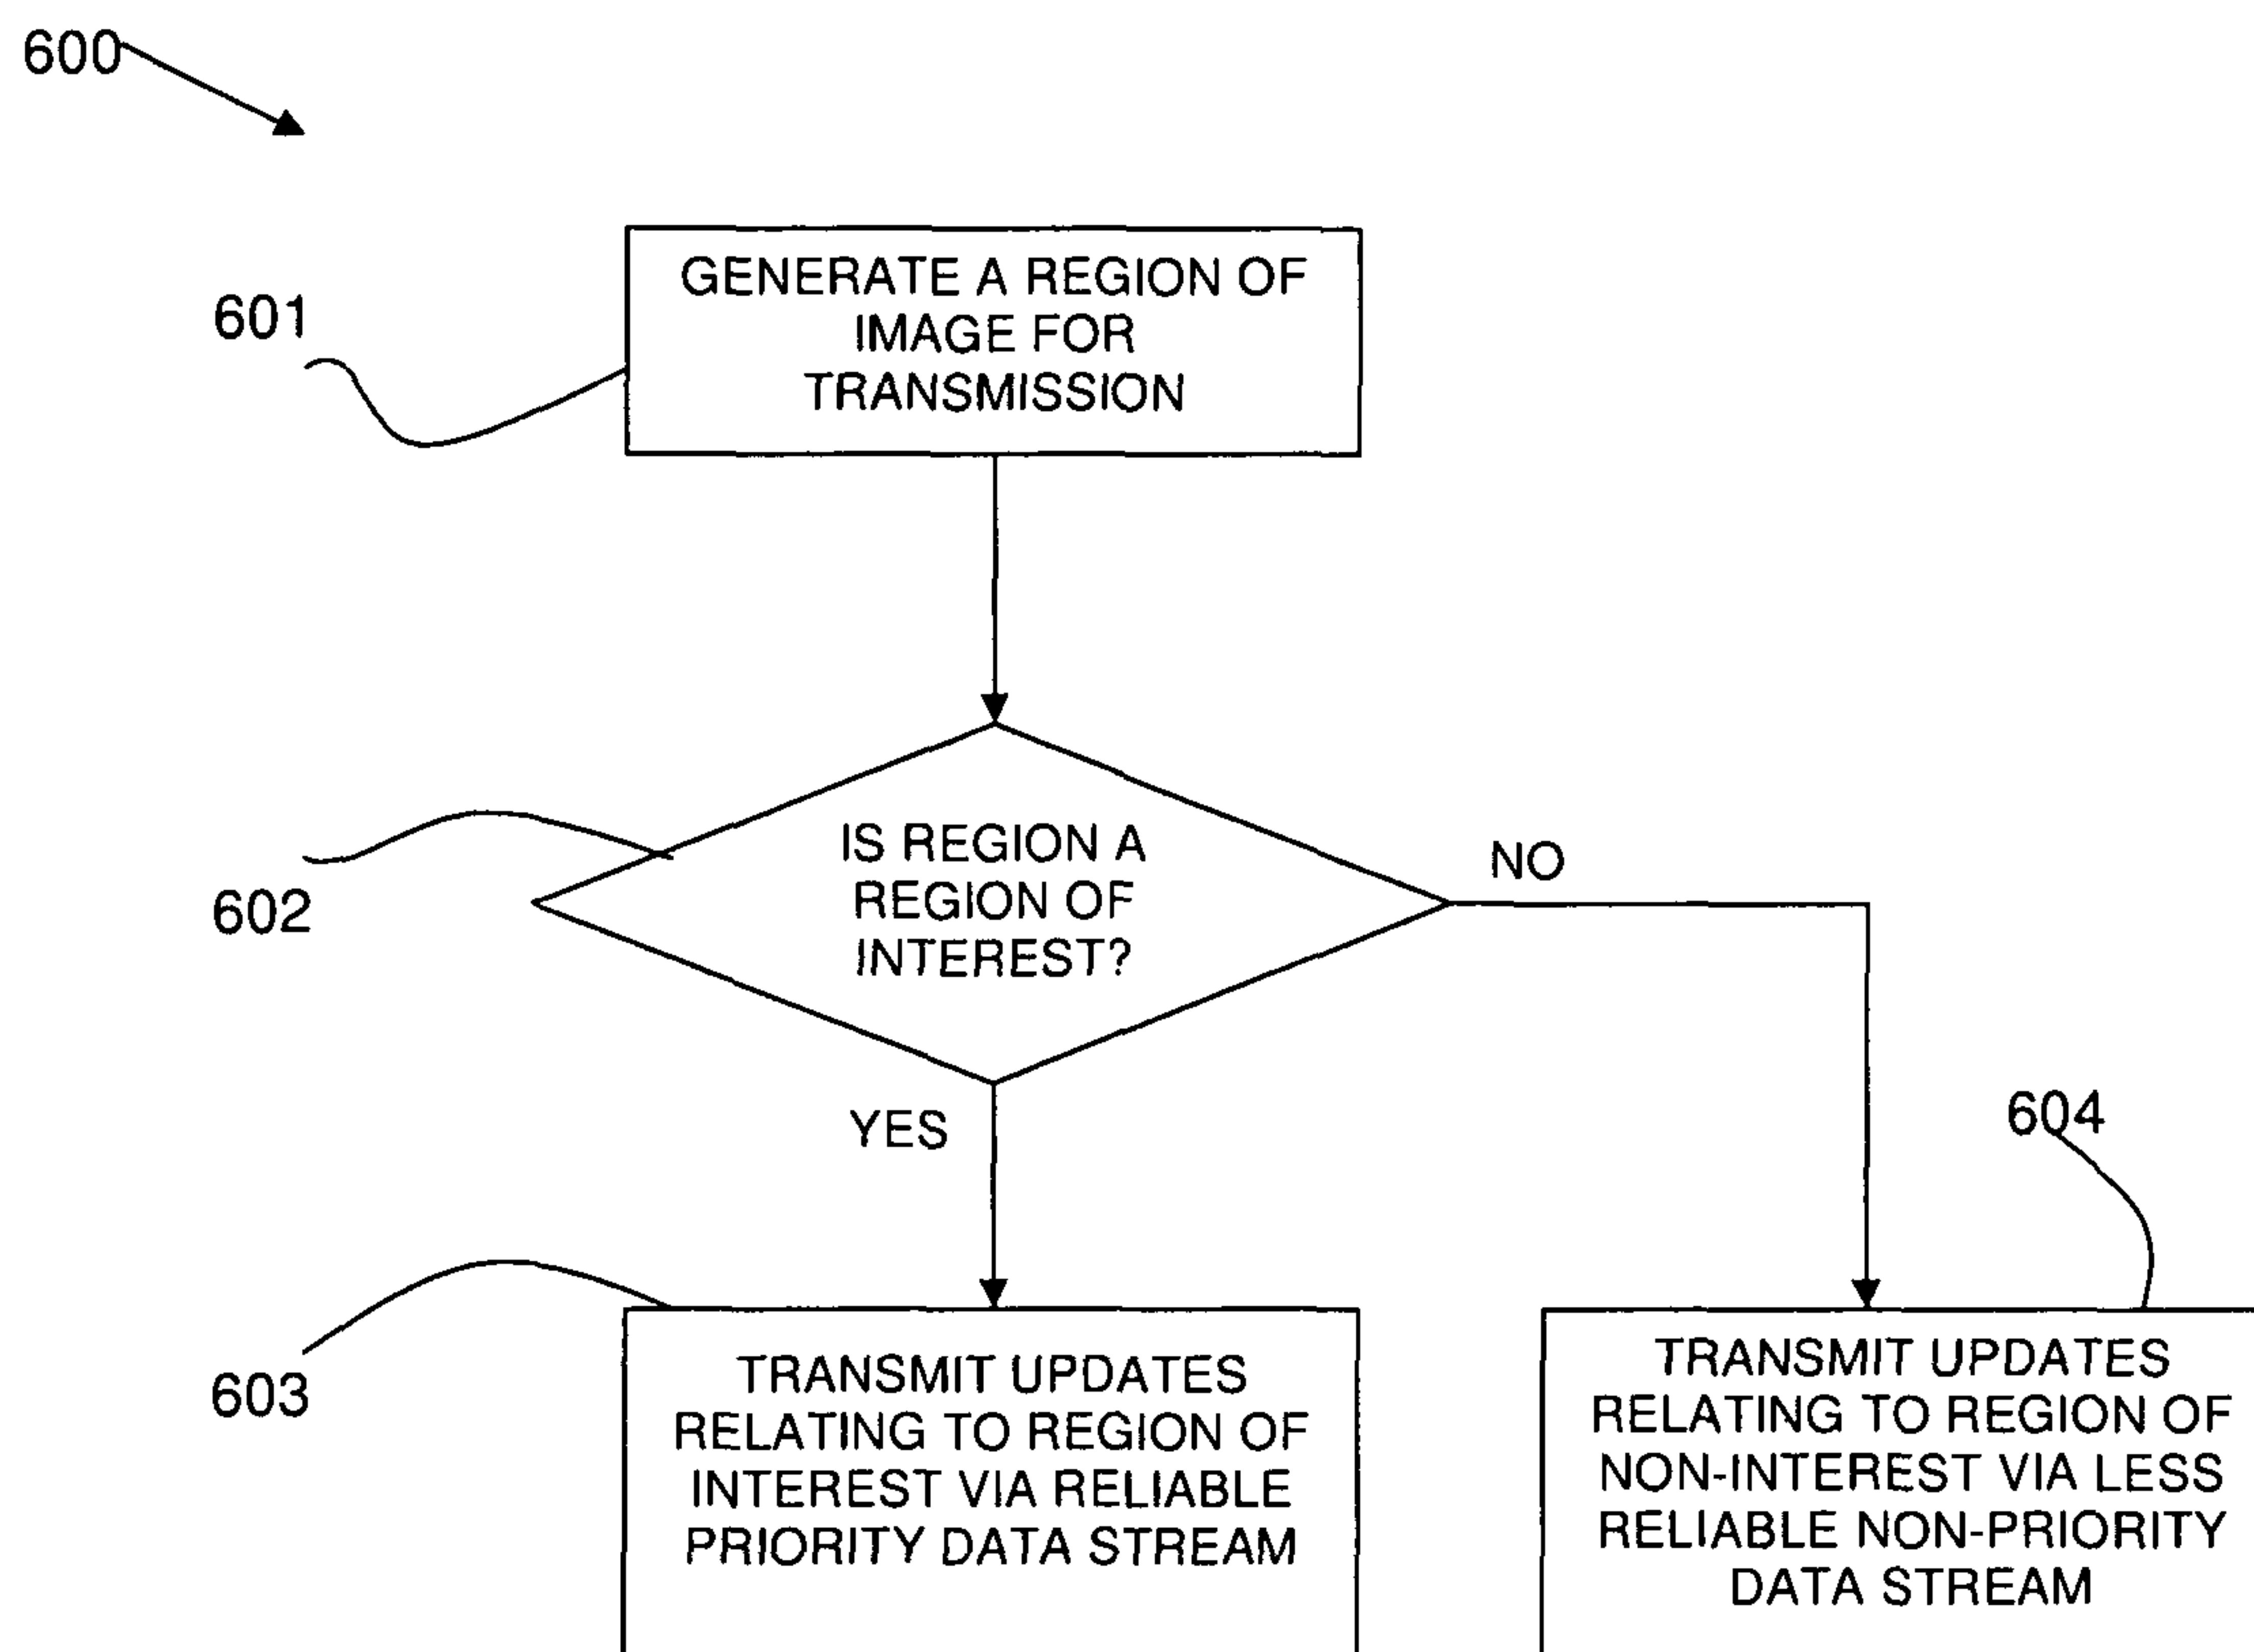 600
601
GENERATE A REGION OF
IMAGE FOR
TRANSMISSION
602
IS REGION A
REGION OF
INTEREST?
NO
YES
604
603
TRANSMIT UPDATES
RELATING TO REGION OF
INTEREST VIA RELIABLE
PRIORITY DATA STREAM
TRANSMIT UPDATES
RELATING TO REGION OF
NON-INTEREST VIA LESS
RELIABLE NON-PRIORITY
DATA STREAM